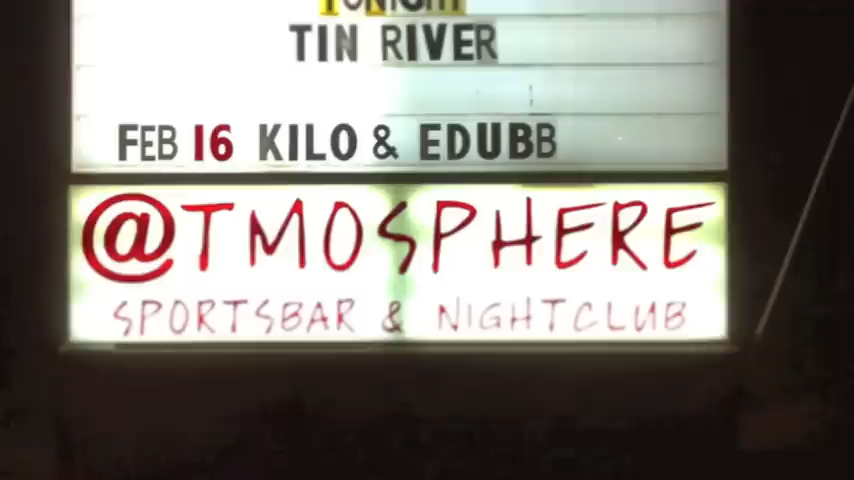 TONIGHT
TIN RIVER
FEB 16 KILO & EDUBB
@TMOSPHERE
SPORTSBAR & NIGHTCLUB